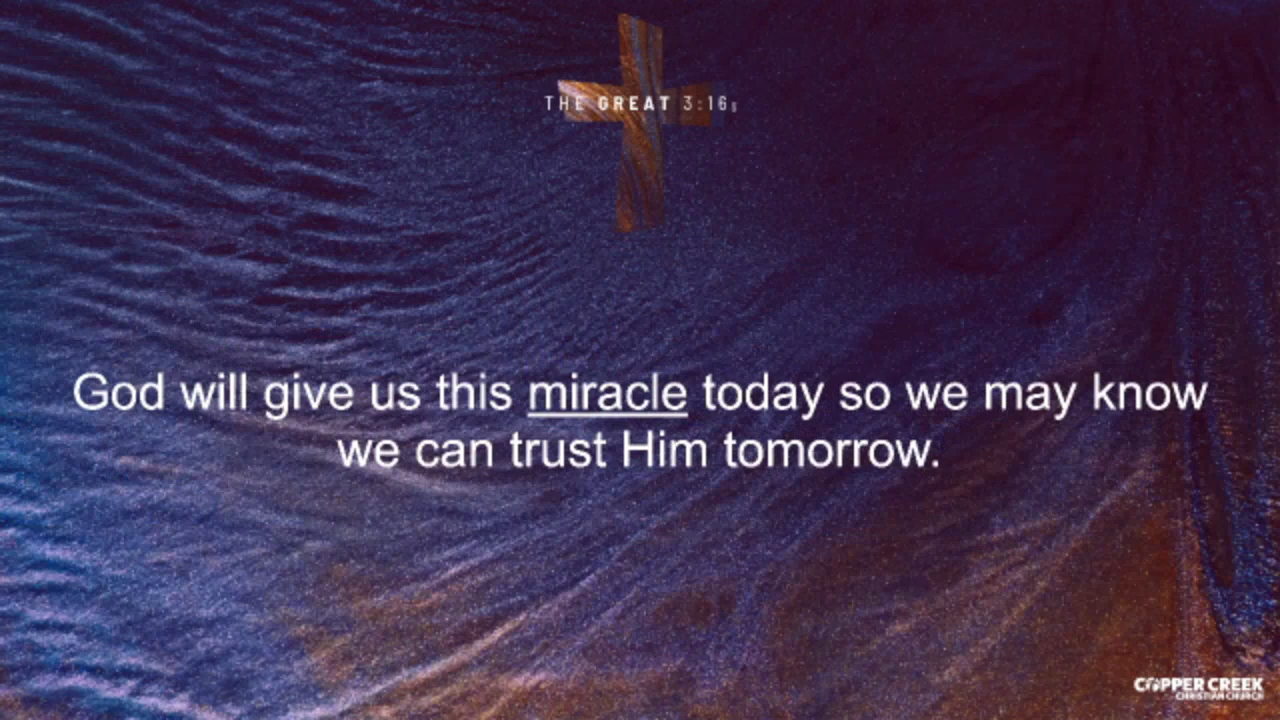 THE GREAT 3:16s
God will give us this miracle today so we may know
we can trust Him tomorrow.
COPPER CREEK
CHRISTIAN CHURCH